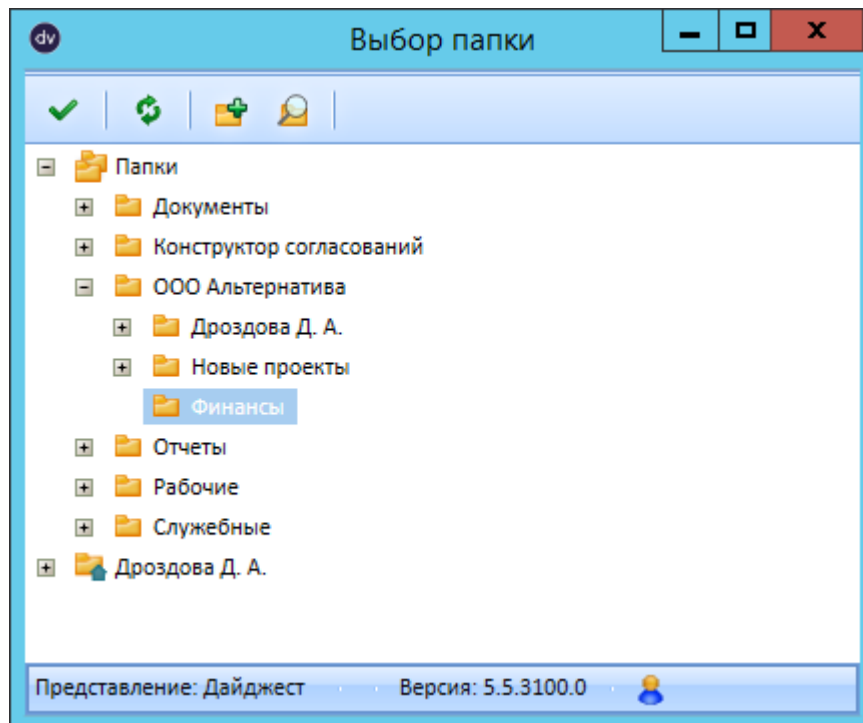 dv Выбор папки
Папки
Документы
Конструктор согласований
ООО Альтернатива
Дроздова Д. А.
Новые проекты
Финансы
Отчеты
Рабочие
Служебные
Дроздова Д. А.
Представление: Дайджест Версия: 5.5.3100.0